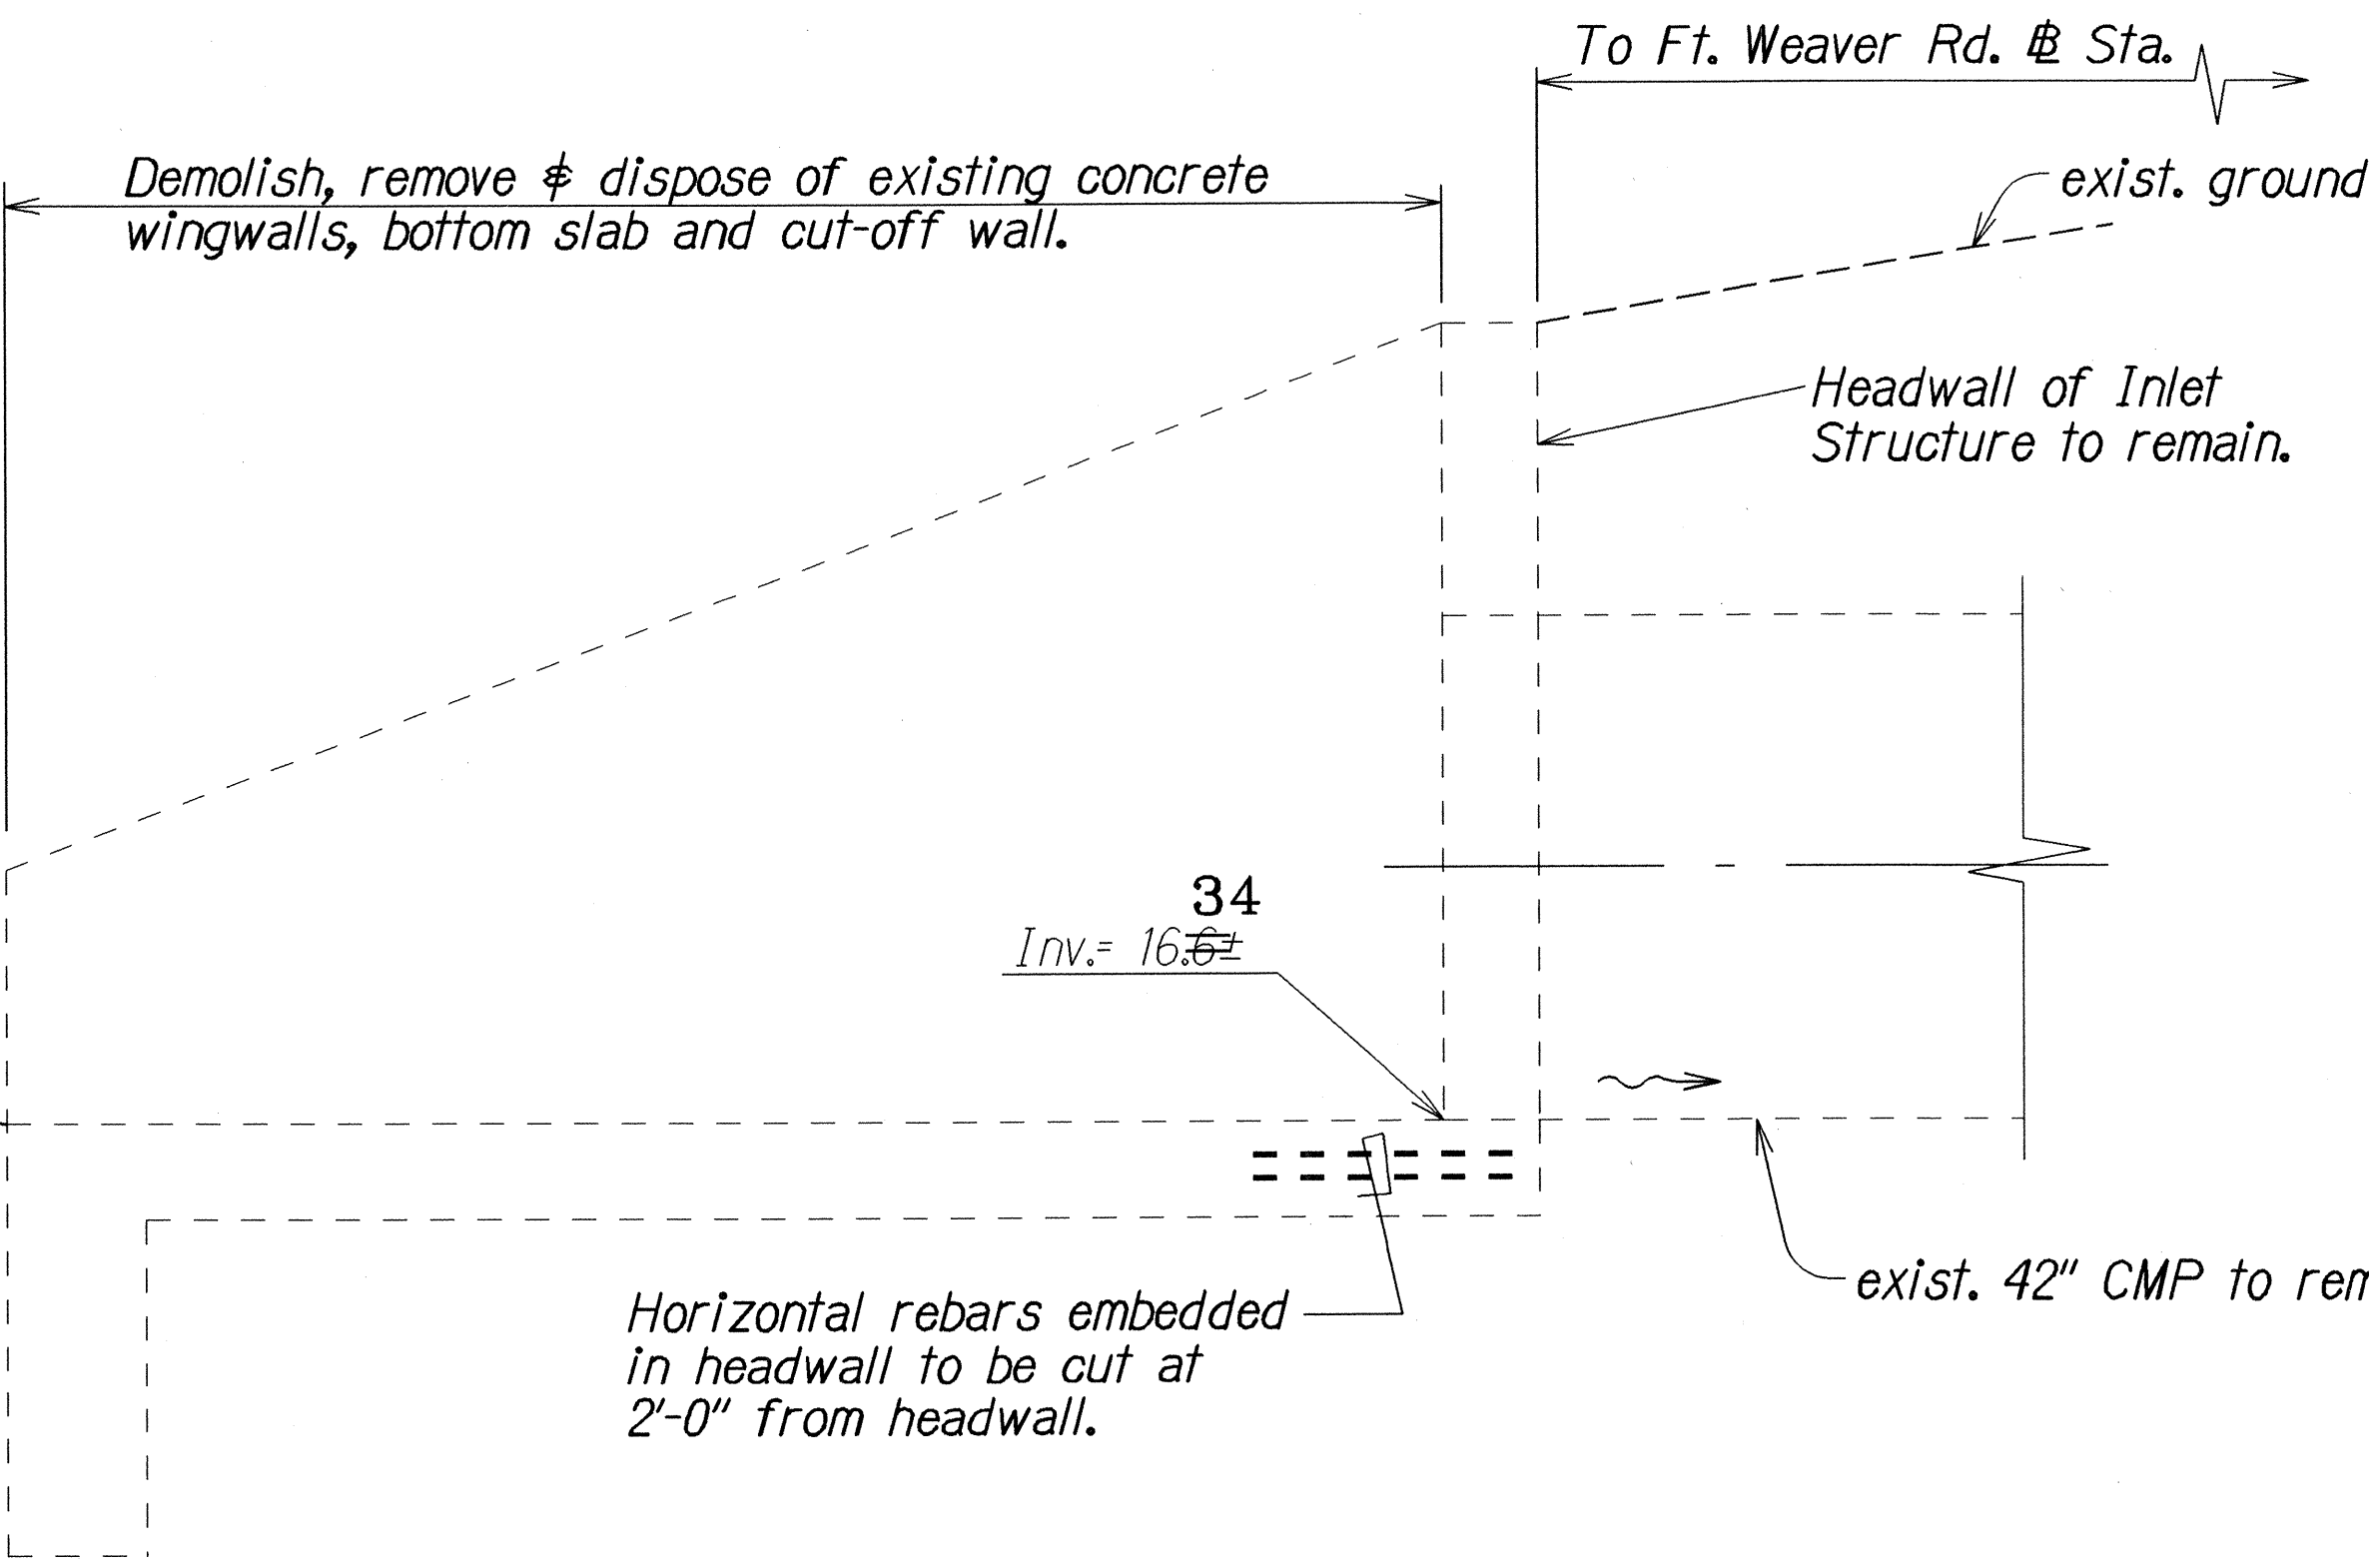 To Ft. Weaver Rd. ⅊ Sta.
Demolish, remove & dispose of existing concrete
wingwalls, bottom slab and cut-off wall.
exist. ground
Headwall of Inlet
Structure to remain.
34
Inv.= 16.6±
Horizontal rebars embedded
in headwall to be cut at
2'-0" from headwall.
exist. 42" CMP to rem